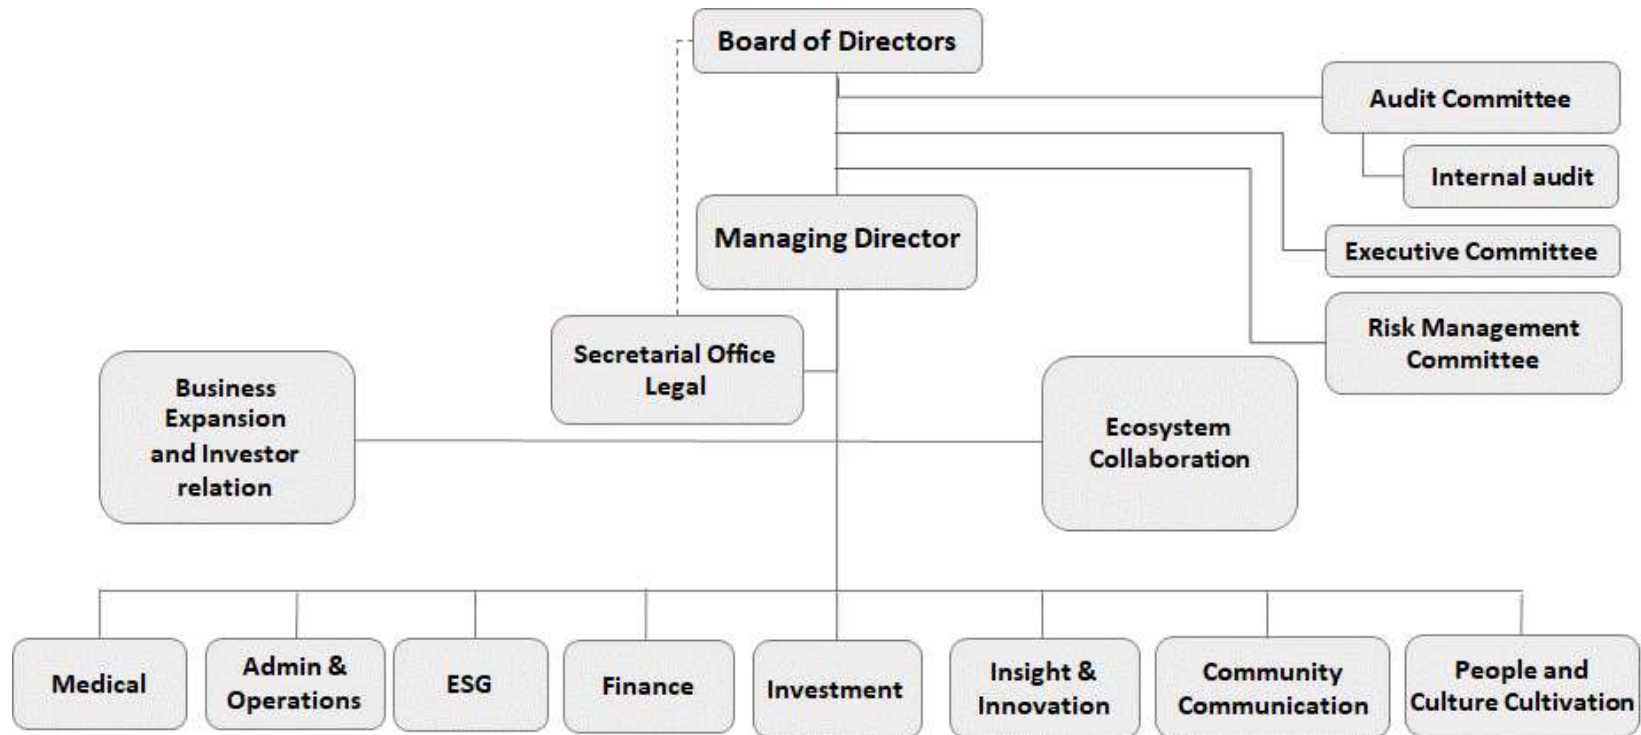 Board of Directors
Audit Committee
Internal audit
Managing Director
Executive Committee
Risk Management
Committee
Secretarial Office
Legal
Business
Expansion
and Investor
relation
Ecosystem
Collaboration
Medical
Admin &
Operations
ESG
Finance
Investment
Insight &
Innovation
Community
Communication
People and
Culture Cultivation